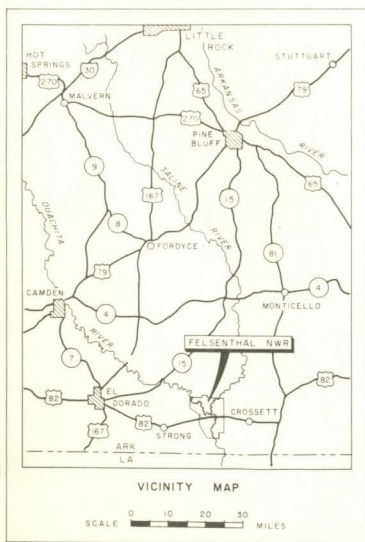 LITTLE
ROCK
HOT
SPRINGS
30
270
MALVERN
65
ARKANSAS
STUTTGART
79
270
PINE
BLUFF
RIVER
65
9
SALINE
167
15
OUACHITA
8
FORDYCE
RIVER
81
79
CAMDEN
4
4
MONTICELLO
RIVER
FELSENTHAL NWR
7
15
EL
DORADO
82
82
82
CROSSETT
STRONG
167
ARK
LA
VICINITY MAP
0 10 20 30
SCALE MILES